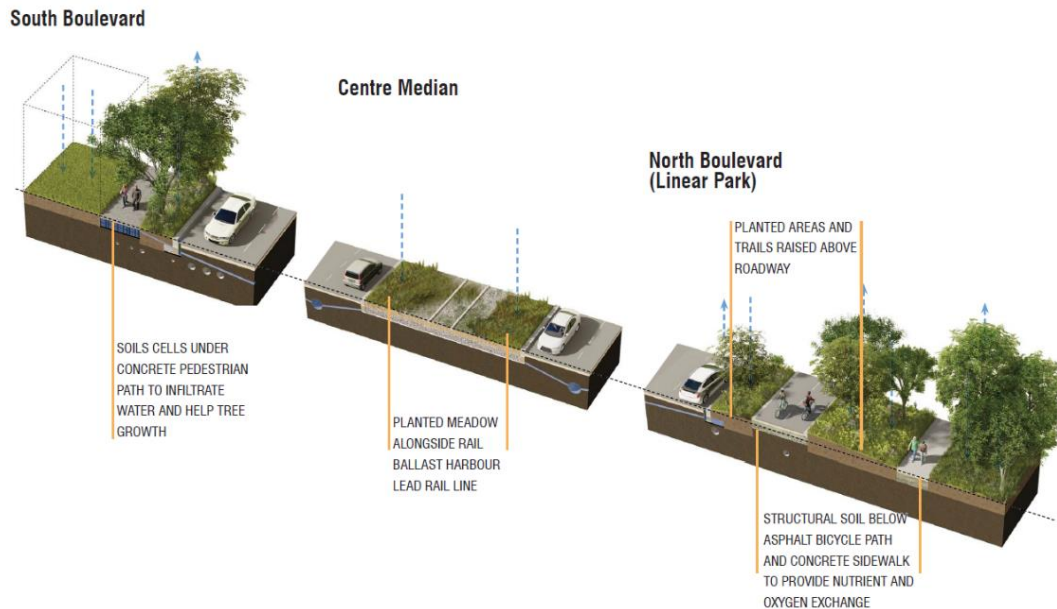 South Boulevard
Centre Median
North Boulevard
(Linear Park)
PLANTED AREAS AND
TRAILS RAISED ABOVE
ROADWAY
SOILS CELLS UNDER
CONCRETE PEDESTRIAN
PATH TO INFILTRATE
WATER AND HELP TREE
GROWTH
PLANTED MEADOW
ALONGSIDE RAIL
BALLAST HARBOUR
LEAD RAIL LINE
STRUCTURAL SOIL BELOW
ASPHALT BICYCLE PATH
AND CONCRETE SIDEWALK
TO PROVIDE NUTRIENT AND
OXYGEN EXCHANGE